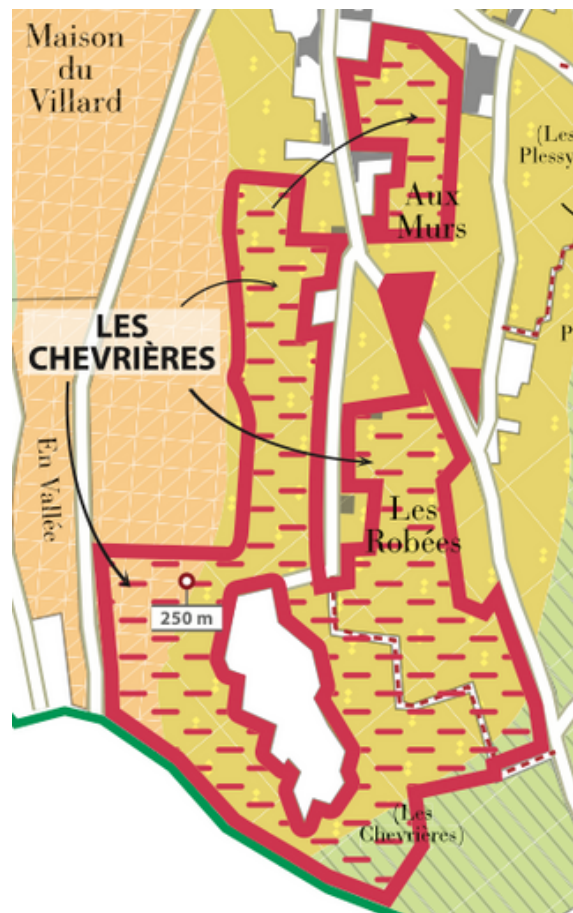 Maison
du
Villard
(Les
Plessy
Aux
Murs
LES
CHEVRIÈRES
P
En Vallée
Les
Robées
250 m
(Les
Chevrières)